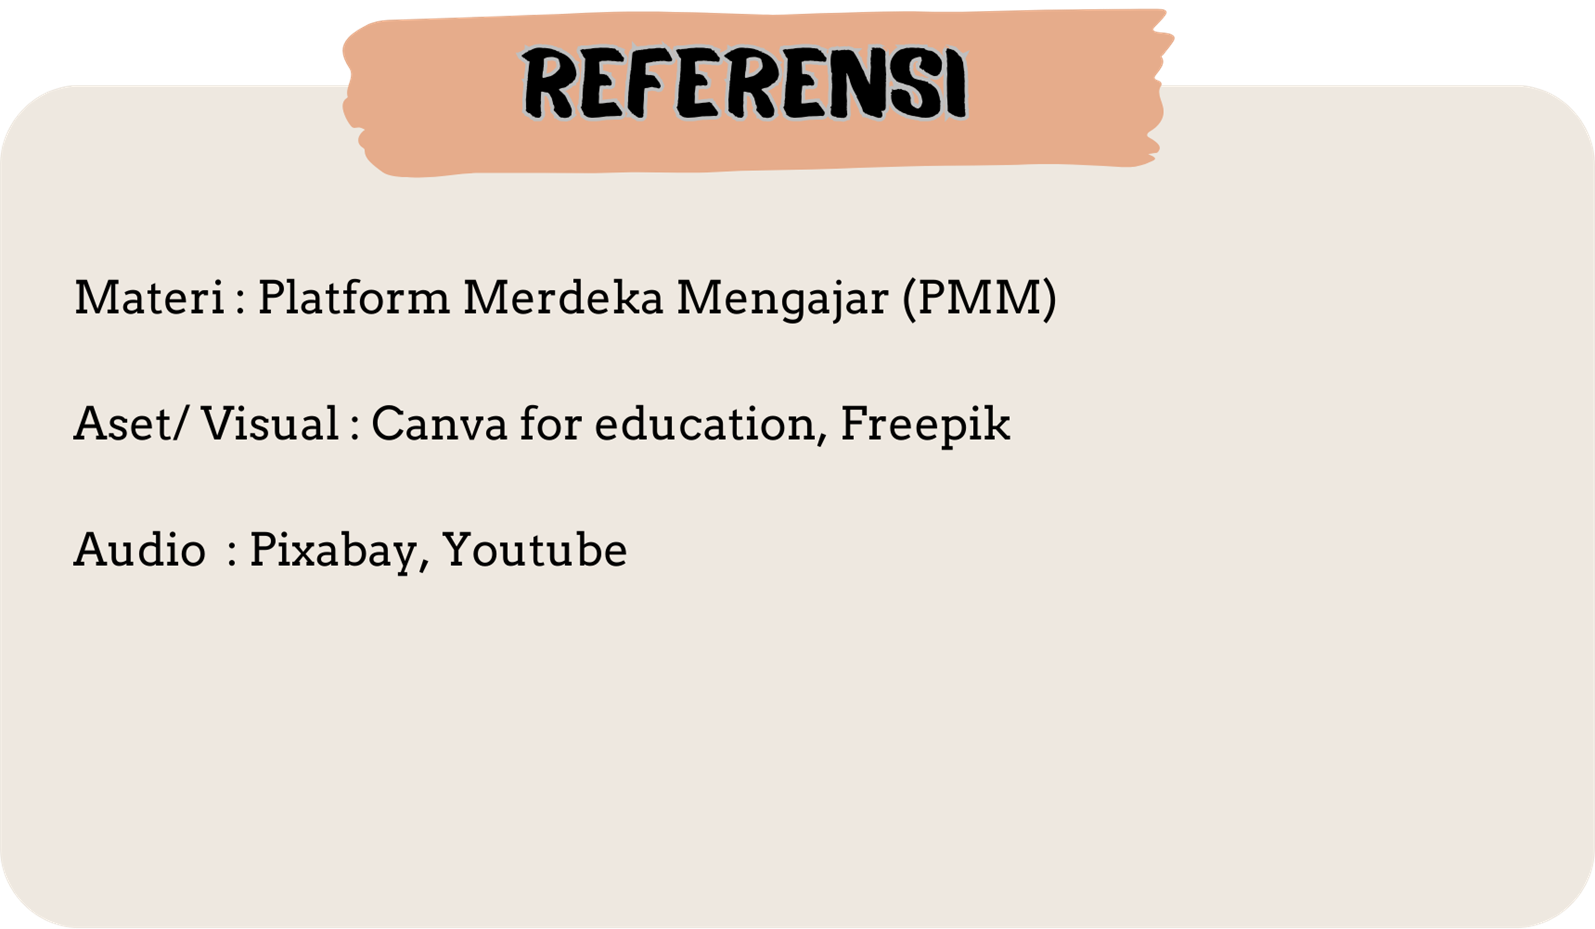 REFERENSI
Materi : Platform Merdeka Mengajar (PMM)
Aset/ Visual : Canva for education, Freepik
Audio  : Pixabay, Youtube